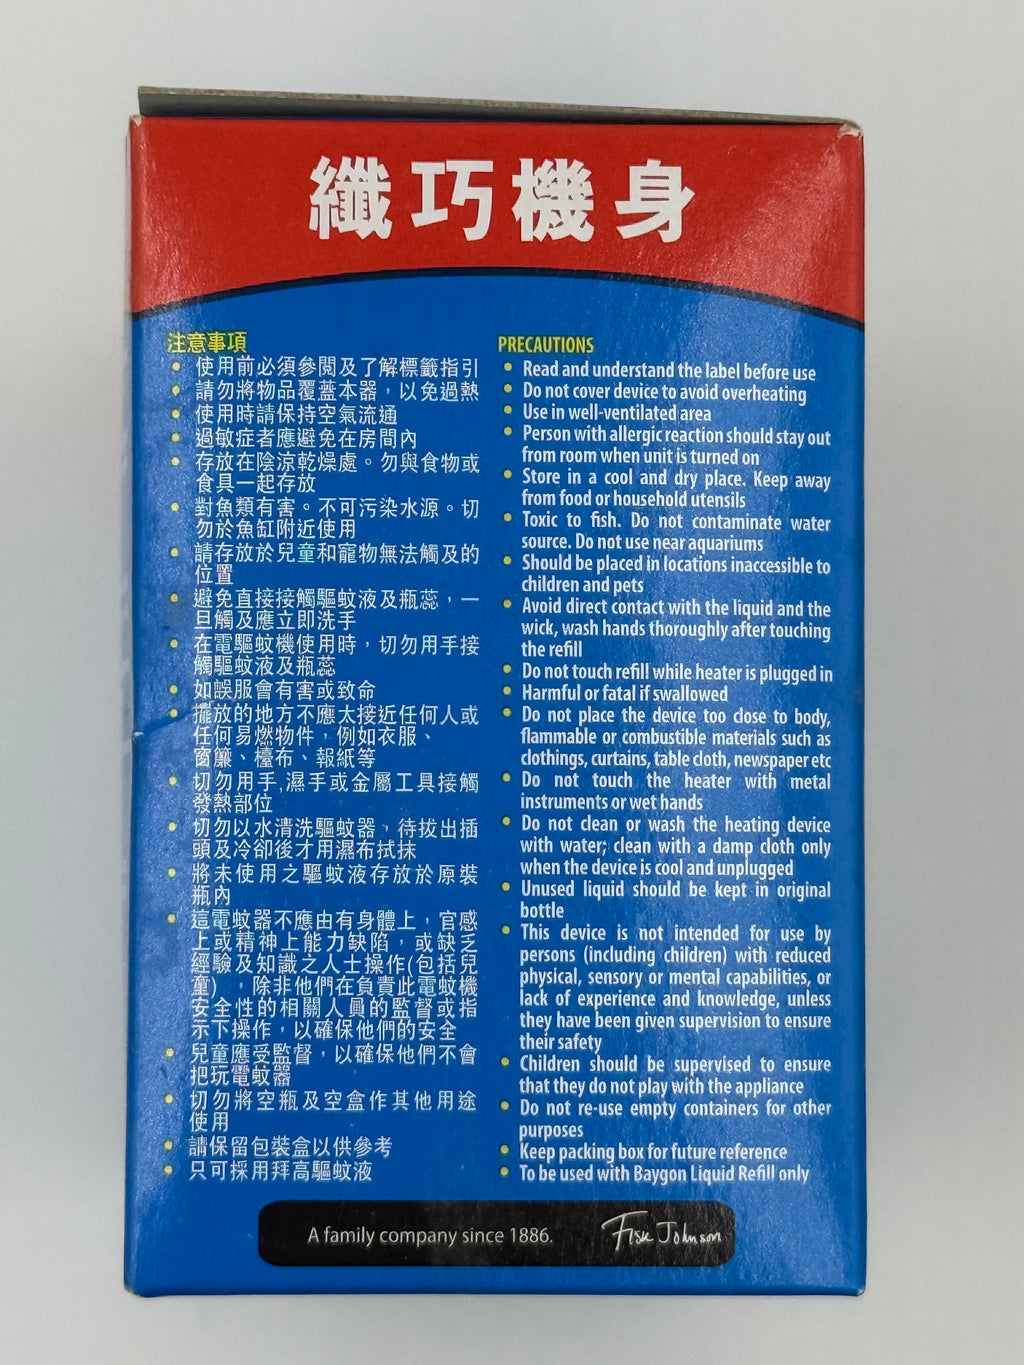 纖巧機身
注意事項
• 使用前必須參閱及了解標籤指引
• 請勿將物品覆蓋本器，以免過熱
• 使用時請保持空氣流通
• 過敏症者應避免在房間內
• 存放在陰涼乾燥處。勿與食物或
食具一起存放
• 對魚類有害。不可污染水源。切
勿於魚缸附近使用
• 請存放於兒童和寵物無法觸及的
位置
• 避免直接接觸驅蚊液及瓶蕊，一
旦觸及應立即洗手
• 在電驅蚊機使用時，切勿用手接
觸驅蚊液及瓶蕊
• 如誤服會有害或致命
• 擺放的地方不應太接近任何人或
任何易燃物件，例如衣服、
窗簾、檯布、報紙等
• 切勿用手,濕手或金屬工具接觸
發熱部位
• 切勿以水清洗驅蚊器、待拔出插
頭及冷卻後才用濕布拭抹
• 將未使用之驅蚊液存放於原裝
瓶內
• 這電蚊器不應由有身體上，官感
上或精神上能力缺陷，或缺乏
經驗及知識之人士操作(包括兒
童)，除非他們在負責此電蚊機
安全性的相關人員的監督或指
示下操作，以確保他們的安全
• 兒童應受監督，以確保他們不會
把玩電蚊器
• 切勿將空瓶及空盒作其他用途
使用
• 請保留包裝盒以供參考
• 只可採用拜高驅蚊液
PRECAUTIONS
• Read and understand the label before use
• Do not cover device to avoid overheating
• Use in well-ventilated area
• Person with allergic reaction should stay out
from room when unit is turned on
• Store in a cool and dry place. Keep away
from food or household utensils
• Toxic to fish. Do not contaminate water
source. Do not use near aquariums
• Should be placed in locations inaccessible to
children and pets
• Avoid direct contact with the liquid and the
wick, wash hands thoroughly after touching
the refill
• Do not touch refill while heater is plugged in
• Harmful or fatal if swallowed
• Do not place the device too close to body,
flammable or combustible materials such as
clothings, curtains, table cloth, newspaper etc
• Do not touch the heater with metal
instruments or wet hands
• Do not clean or wash the heating device
with water; clean with a damp cloth only
when the device is cool and unplugged
• Unused liquid should be kept in original
bottle
• This device is not intended for use by
persons (including children) with reduced
physical, sensory or mental capabilities, or
lack of experience and knowledge, unless
they have been given supervision to ensure
their safety
• Children should be supervised to ensure
that they do not play with the appliance
• Do not re-use empty containers for other
purposes
• Keep packing box for future reference
• To be used with Baygon Liquid Refill only
A family company since 1886. Fisk Johnson